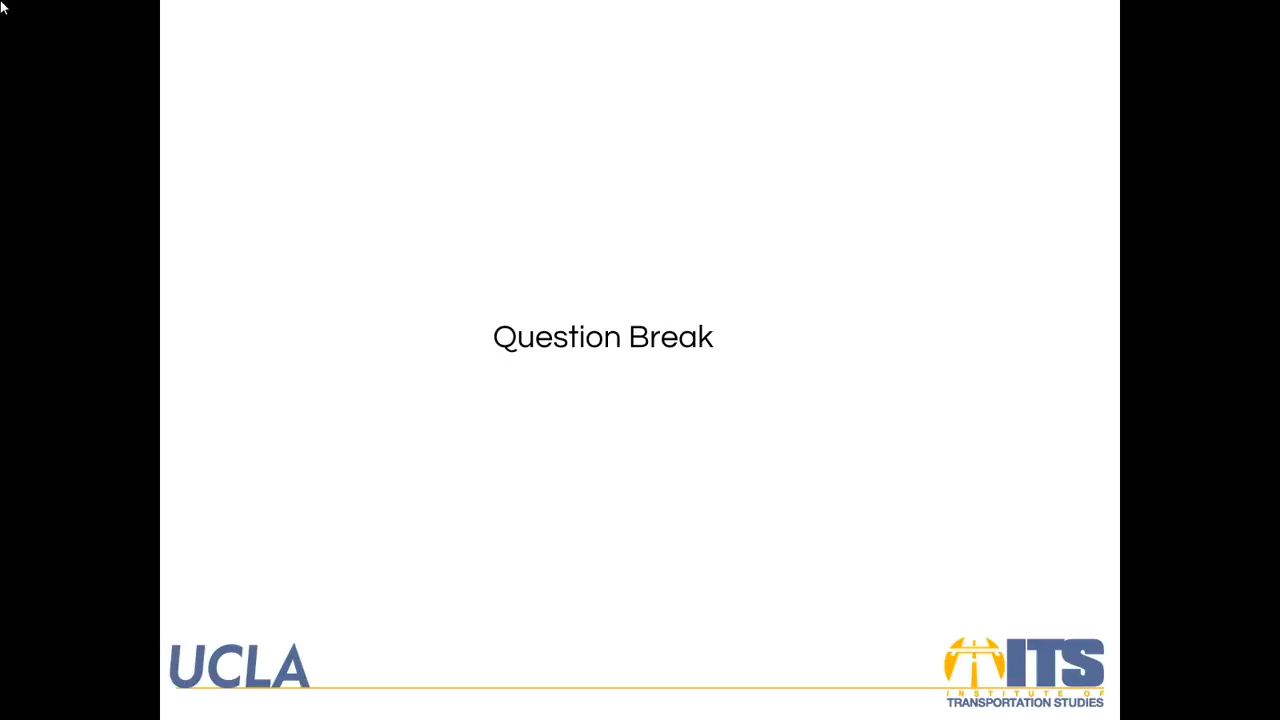 Question Break
UCLA
ITS
INSTITUTE OF
TRANSPORTATION STUDIES